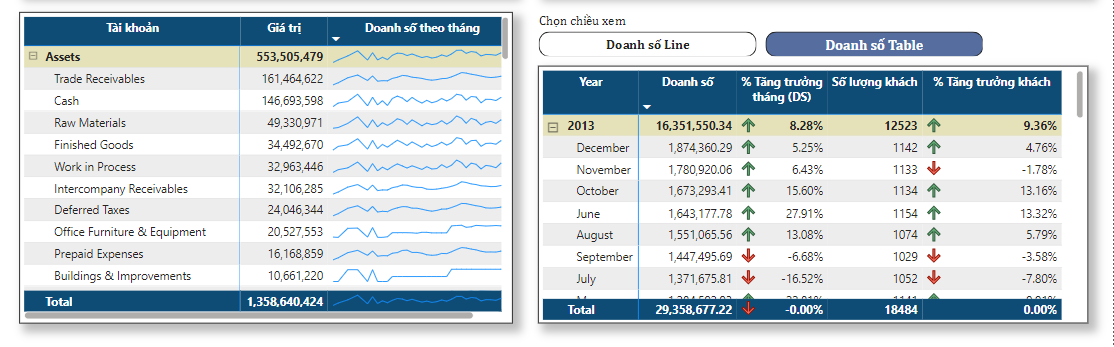 Tài khoản Giá trị Doanh số theo tháng
Assets 553,505,479
Trade Receivables 161,464,622
Cash 146,693,598
Raw Materials 49,330,971
Finished Goods 34,492,670
Work in Process 32,963,446
Intercompany Receivables 32,106,285
Deferred Taxes 24,046,344
Office Furniture & Equipment 20,527,553
Prepaid Expenses 16,168,859
Buildings & Improvements 10,661,220
Total 1,358,640,424
Chọn chiều xem
Doanh số Line Doanh số Table
Year Doanh số % Tăng trưởng tháng (DS) Số lượng khách % Tăng trưởng khách
2013 16,351,550.34 8.28% 12523 9.36%
December 1,874,360.29 5.25% 1142 4.76%
November 1,780,920.06 6.43% 1133 -1.78%
October 1,673,293.41 15.60% 1134 13.16%
June 1,643,177.78 27.91% 1154 13.32%
August 1,551,065.56 13.08% 1074 5.79%
September 1,447,495.69 -6.68% 1029 -3.58%
July 1,371,675.81 -16.52% 1052 -7.80%
Total 29,358,677.22 -0.00% 18484 0.00%